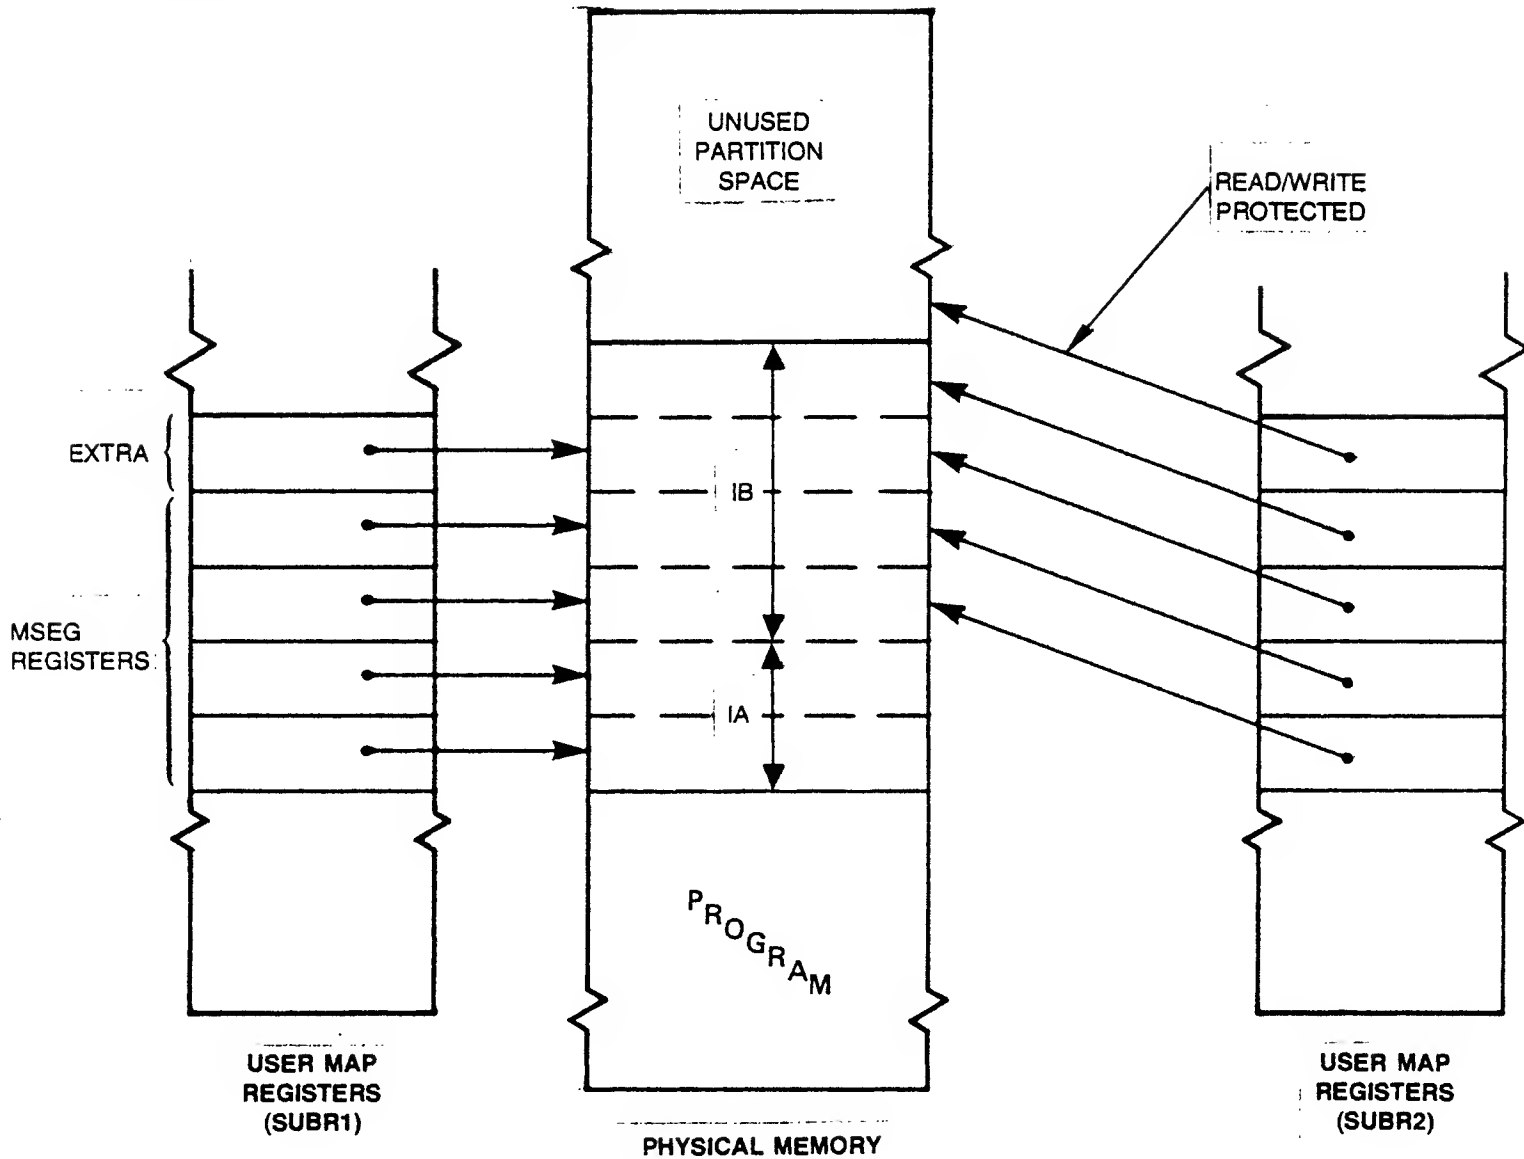 UNUSED
PARTITION
SPACE
READ/WRITE
PROTECTED
EXTRA
IB
MSEG
REGISTERS
IA
PROGRAM
USER MAP
REGISTERS
(SUBR1)
PHYSICAL MEMORY
USER MAP
REGISTERS
(SUBR2)